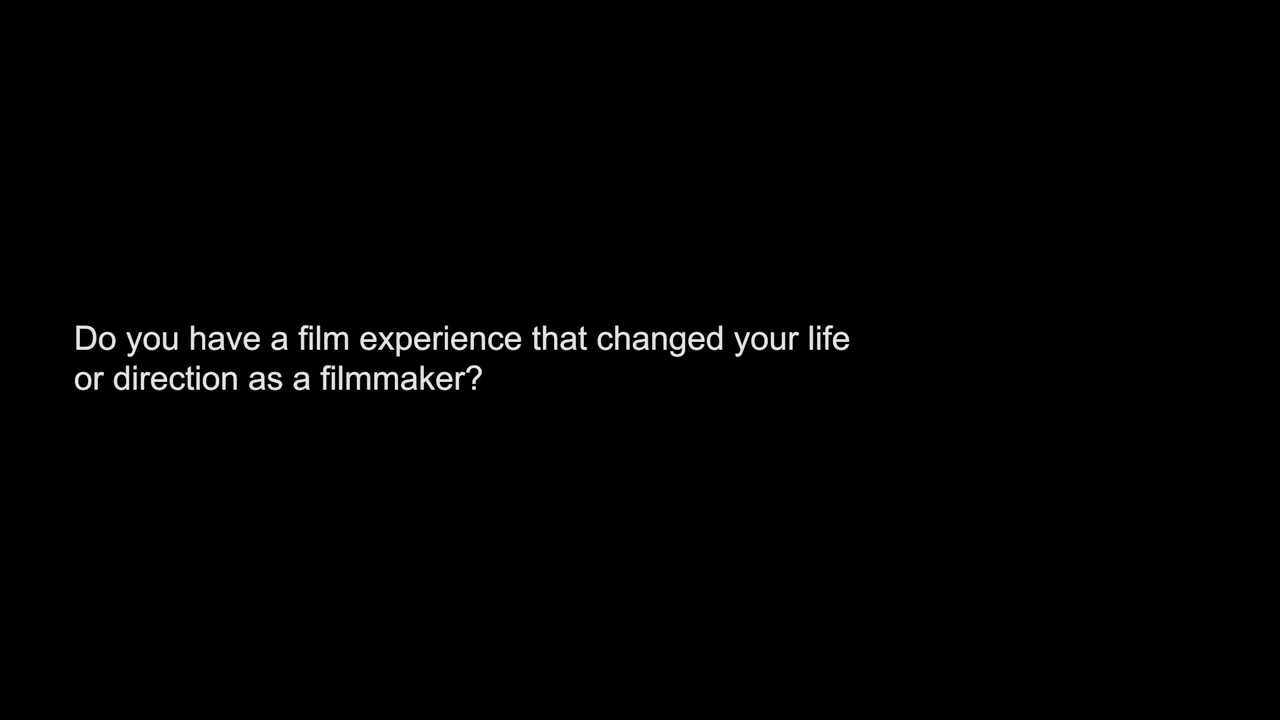 Do you have a film experience that changed your life
or direction as a filmmaker?